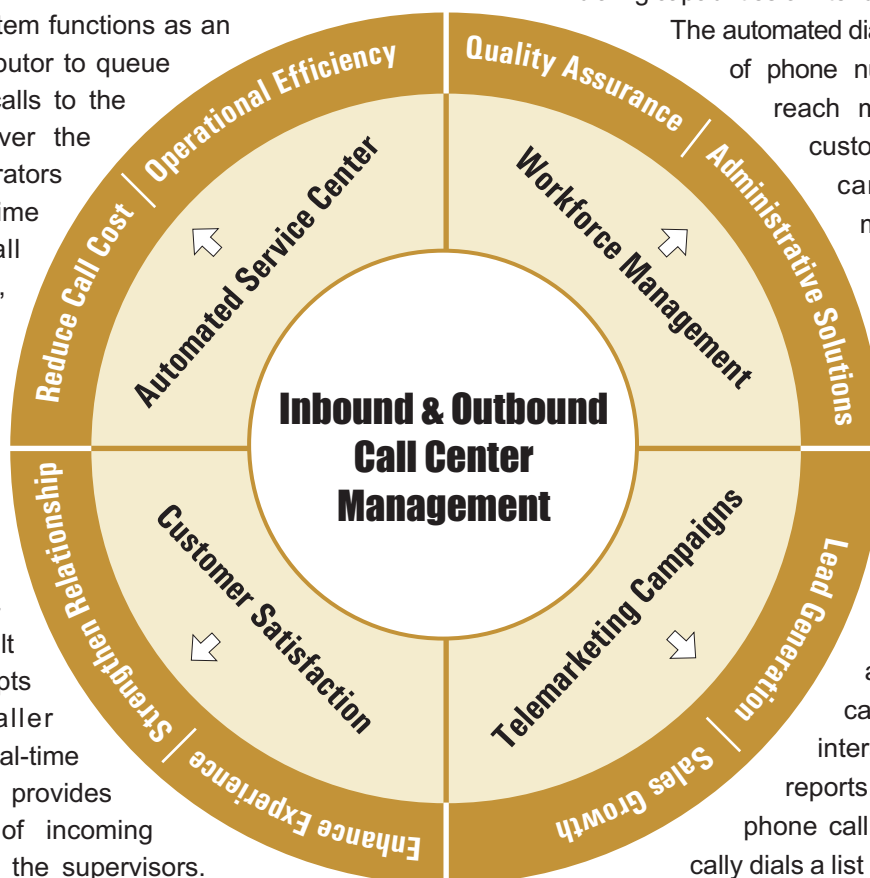 tem functions as an
butor to queue
calls to the
ver the
rators
ime
all
,
The automated dia
of phone nu
reach m
custo
car
Reduce Call Cost | Operational Efficiency
Quality Assurance | Administrative Solutions
Automated Service Center
Workforce Management
Inbound & Outbound
Call Center
Management
Customer Satisfaction
Telemarketing Campaigns
Strengthen Relationship | Enhance Experience
Lead Generation | Sales Growth
lt
pts
aller
al-time
provides
of incoming
the supervisors.
a
ca
inter
reports
phone call
cally dials a list